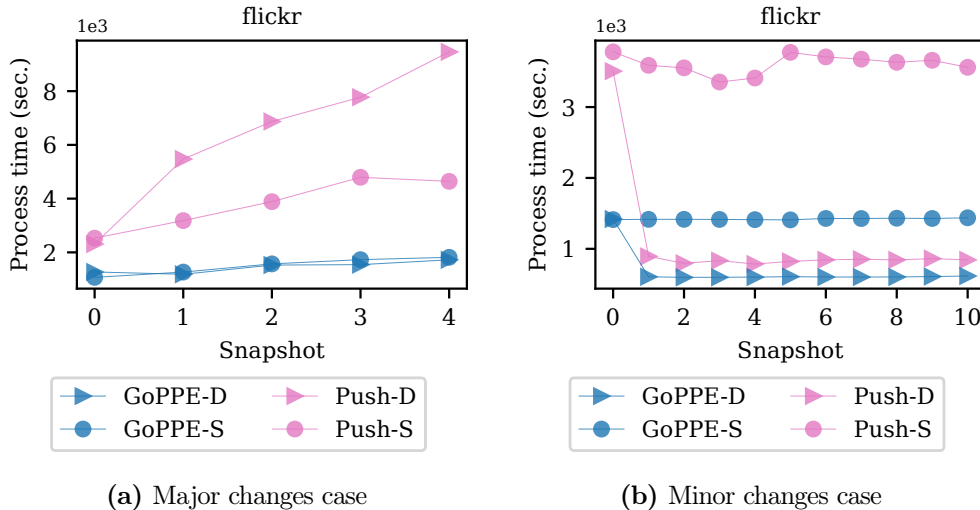 flickr
1e3
8
6
4
2
Process time (sec.)
0 1 2 3 4
Snapshot
GoPPE-D Push-D
GoPPE-S Push-S
(a) Major changes case
flickr
1e3
3
2
1
Process time (sec.)
0 2 4 6 8 10
Snapshot
GoPPE-D Push-D
GoPPE-S Push-S
(b) Minor changes case